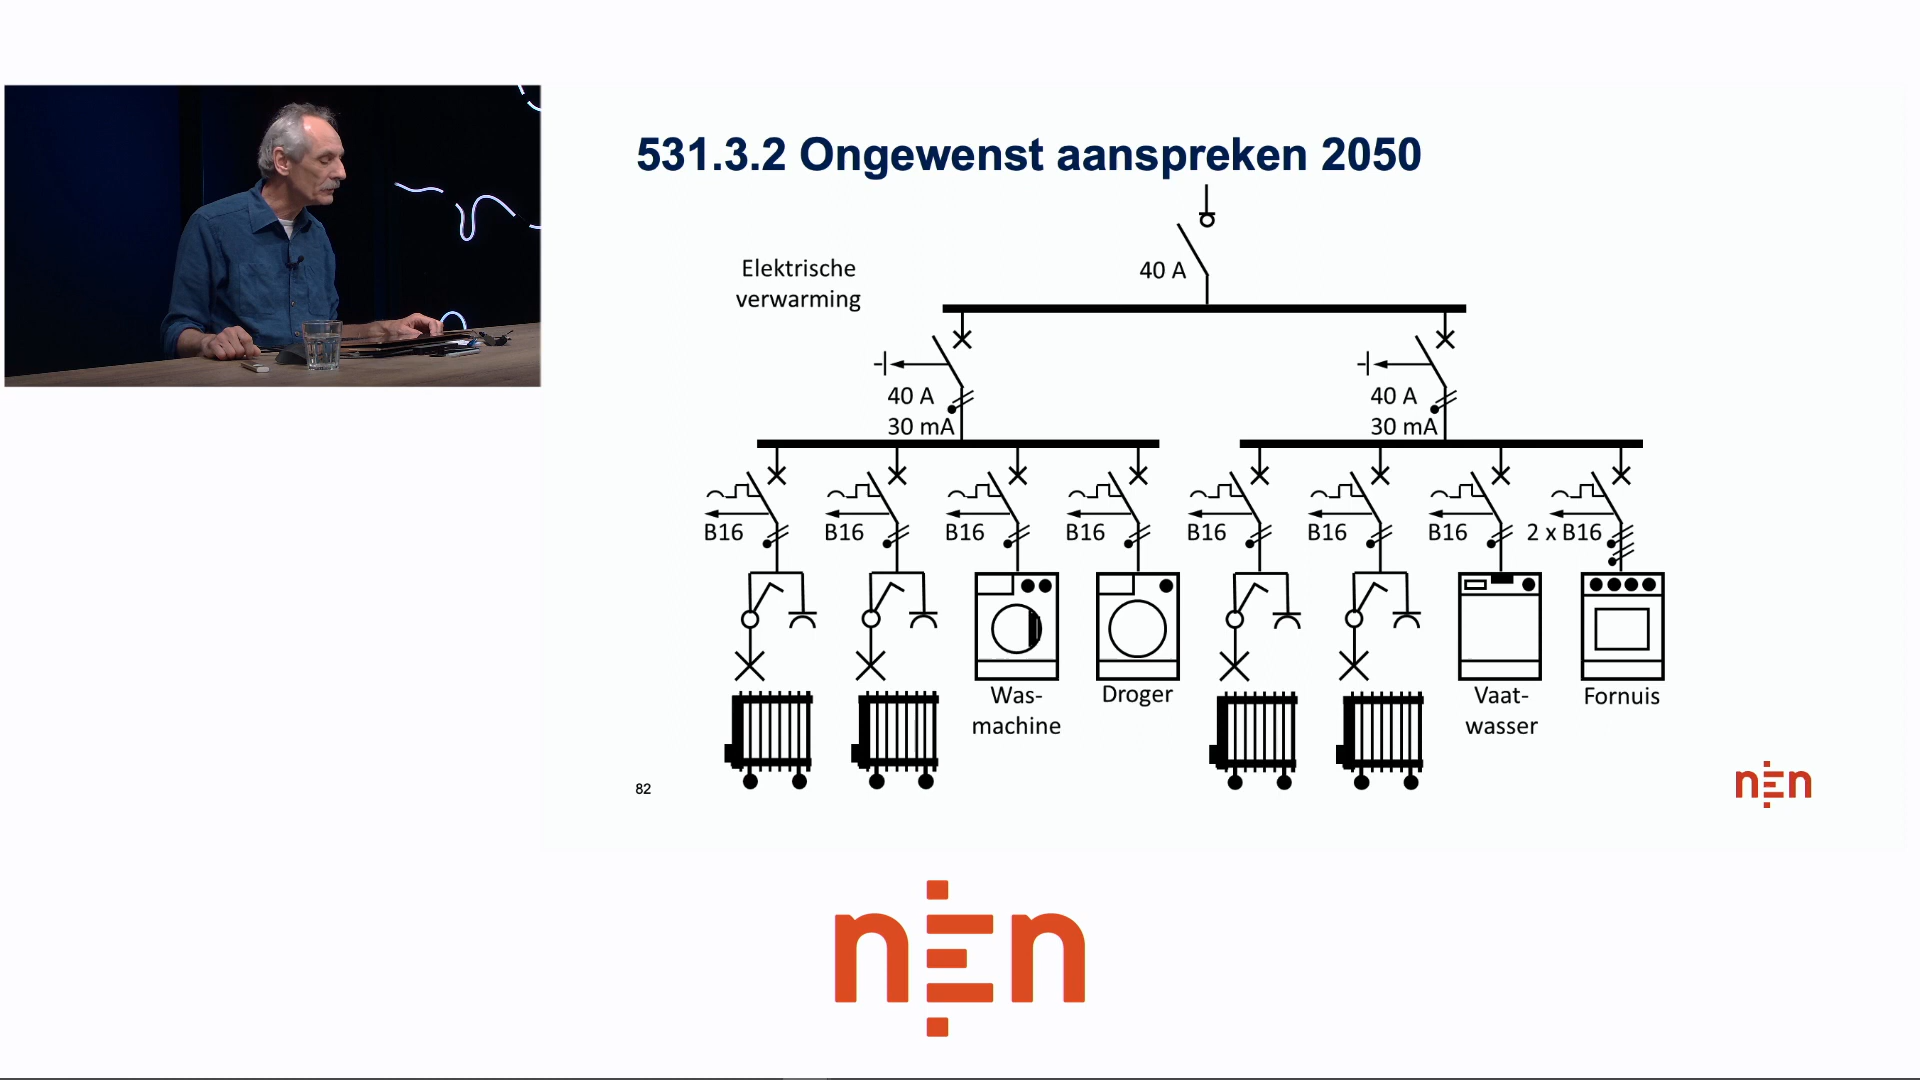 531.3.2 Ongewenst aanspreken 2050
Elektrische
verwarming
40 A
40 A
30 mA
40 A
30 mA
B16
B16
B16
B16
B16
B16
B16
2 x B16
Was-
machine
Droger
Vaat-
wasser
Fornuis
82
nen
nen